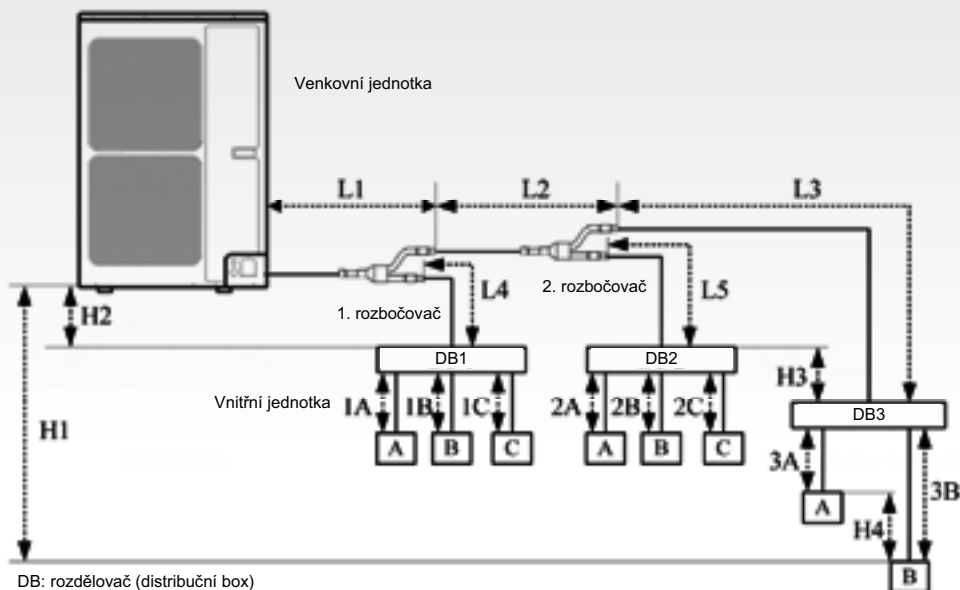 Venkovní jednotka
L1
L2
L3
H2
1. rozbočovač
L4
2. rozbočovač
L5
DB1
DB2
H3
Vnitřní jednotka
1A
1B
1C
2A
2B
2C
DB3
H1
A
B
C
A
B
C
3A
3B
A
H4
B
DB: rozdělovač (distribuční box)